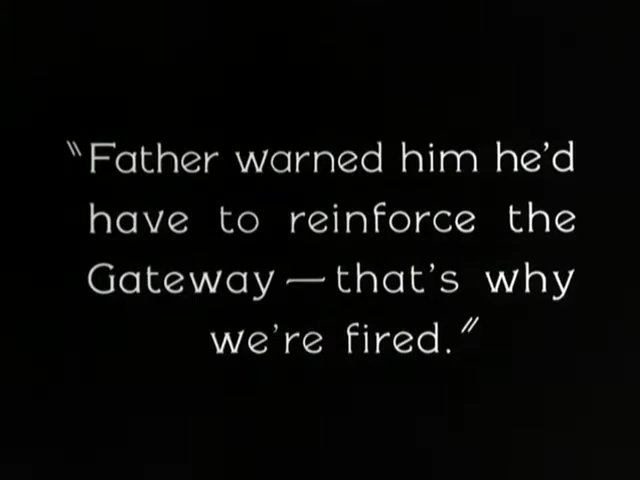 "Father warned him he'd
have to reinforce the
Gateway — that's why
we're fired."